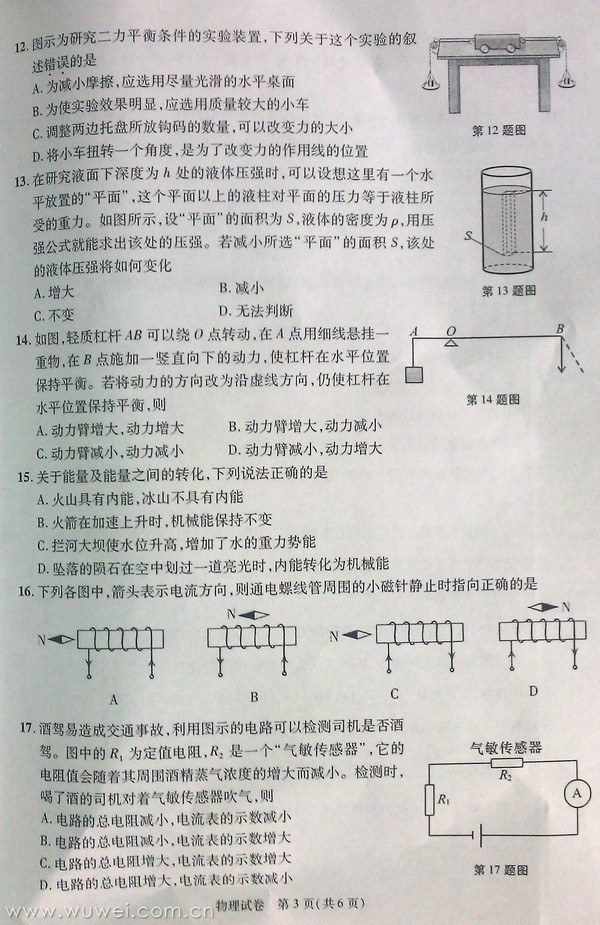 12. 图示为研究二力平衡条件的实验装置,下列关于这个实验的叙
述错误的是
A. 为减小摩擦,应选用尽量光滑的水平桌面
B. 为使实验效果明显,应选用质量较大的小车
C. 调整两边托盘所放钩码的数量,可以改变力的大小
D. 将小车扭转一个角度,是为了改变力的作用线的位置
第12题图
13. 在研究液面下深度为 h 处的液体压强时,可以设想这里有一个水
平放置的“平面”,这个平面以上的液柱对平面的压力等于液柱所
受的重力。如图所示,设“平面”的面积为 S,液体的密度为 ρ,用压
强公式就能求出该处的压强。若减小所选“平面”的面积 S,该处
的液体压强将如何变化
A. 增大 B. 减小
C. 不变 D. 无法判断
h
S
第13题图
14. 如图,轻质杠杆 AB 可以绕 O 点转动,在 A 点用细线悬挂一
重物,在 B 点施加一竖直向下的动力,使杠杆在水平位置
保持平衡。若将动力的方向改为沿虚线方向,仍使杠杆在
水平位置保持平衡,则
A. 动力臂增大,动力增大 B. 动力臂增大,动力减小
C. 动力臂减小,动力减小 D. 动力臂减小,动力增大
A O B
第14题图
15. 关于能量及能量之间的转化,下列说法正确的是
A. 火山具有内能,冰山不具有内能
B. 火箭在加速上升时,机械能保持不变
C. 拦河大坝使水位升高,增加了水的重力势能
D. 坠落的陨石在空中划过一道亮光时,内能转化为机械能
16. 下列各图中,箭头表示电流方向,则通电螺线管周围的小磁针静止时指向正确的是
N N N N
A B C D
17. 酒驾易造成交通事故,利用图示的电路可以检测司机是否酒
驾。图中的 R₁ 为定值电阻,R₂ 是一个“气敏传感器”,它的
电阻值会随着其周围酒精蒸气浓度的增大而减小。检测时,
喝了酒的司机对着气敏传感器吹气,则
A. 电路的总电阻减小,电流表的示数减小
B. 电路的总电阻减小,电流表的示数增大
C. 电路的总电阻增大,电流表的示数增大
D. 电路的总电阻增大,电流表的示数减小
气敏传感器
R₂
R₁
A
第17题图
物理试卷 第3页(共6页)
www.wuwei.com.cn